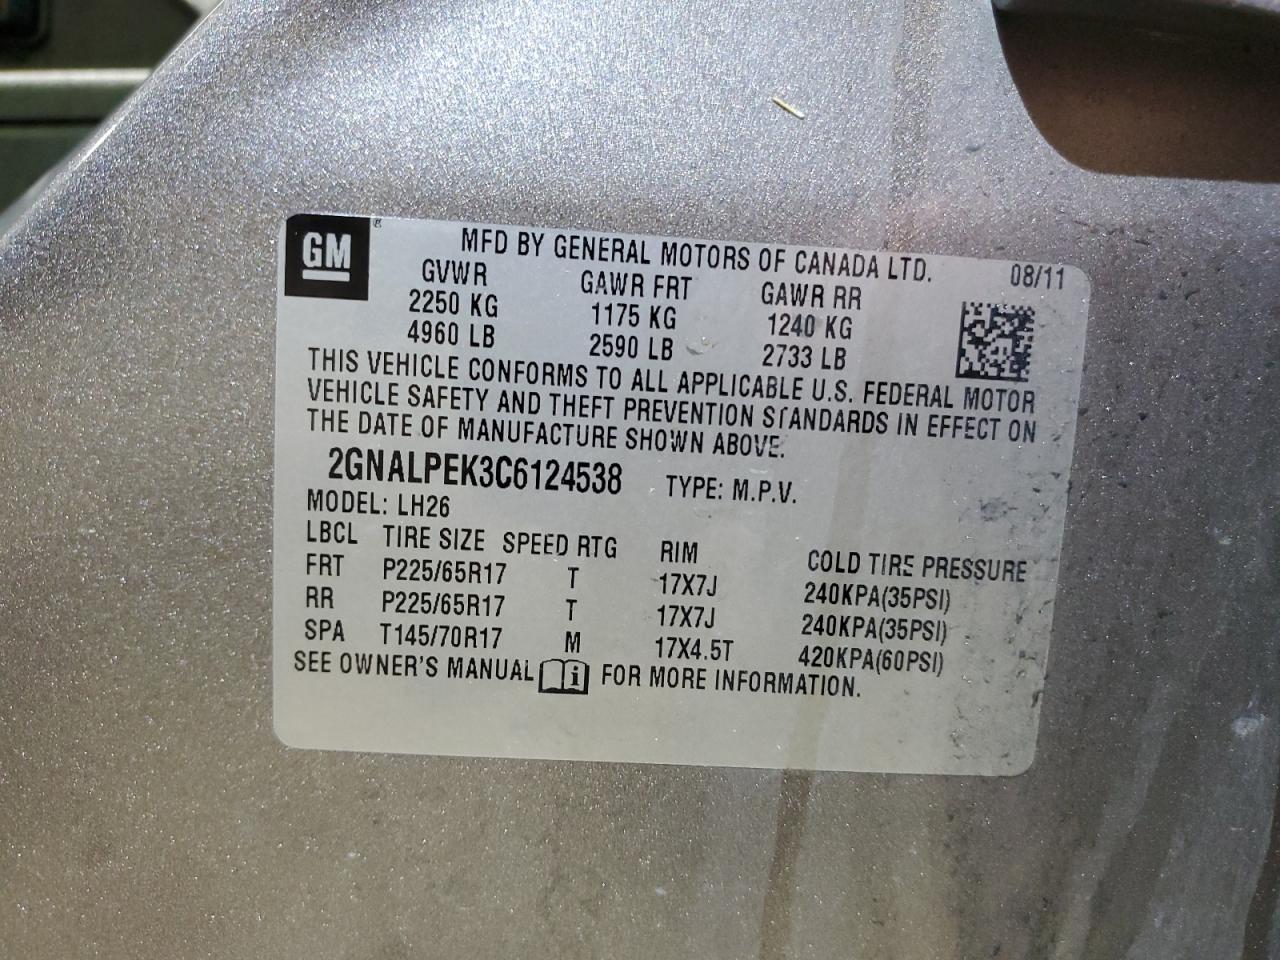 GM ®
MFD BY GENERAL MOTORS OF CANADA LTD. 08/11
GVWR GAWR FRT GAWR RR
2250 KG 1175 KG 1240 KG
4960 LB 2590 LB 2733 LB
THIS VEHICLE CONFORMS TO ALL APPLICABLE U.S. FEDERAL MOTOR
VEHICLE SAFETY AND THEFT PREVENTION STANDARDS IN EFFECT ON
THE DATE OF MANUFACTURE SHOWN ABOVE.
2GNALPEK3C6124538 TYPE: M.P.V.
MODEL: LH26
LBCL TIRE SIZE SPEED RTG RIM COLD TIRE PRESSURE
FRT P225/65R17 T 17X7J 240KPA(35PSI)
RR P225/65R17 T 17X7J 240KPA(35PSI)
SPA T145/70R17 M 17X4.5T 420KPA(60PSI)
SEE OWNER'S MANUAL i FOR MORE INFORMATION.